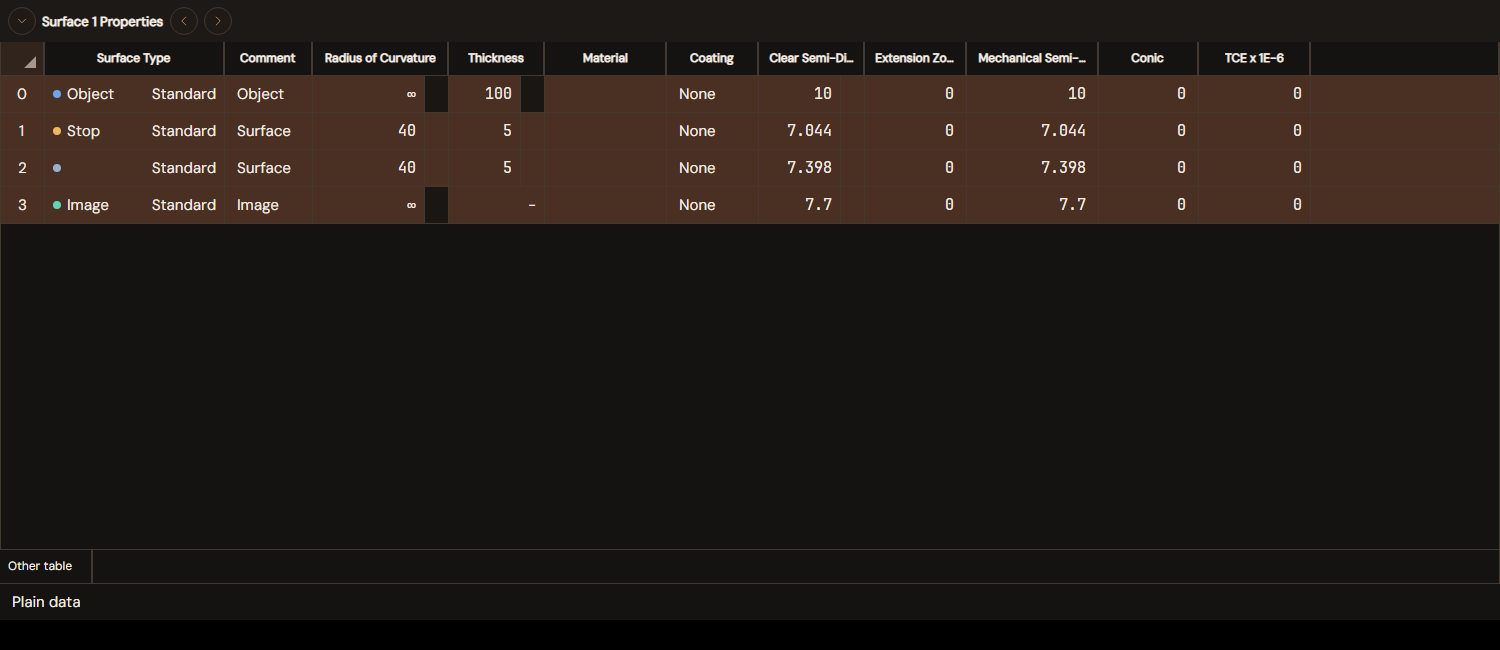 Surface 1 Properties
Surface Type Comment Radius of Curvature Thickness Material Coating Clear Semi-Di... Extension Zo... Mechanical Semi-... Conic TCE x 1E-6
0 Object Standard Object ∞ 100 None 10 0 10 0 0
1 Stop Standard Surface 40 5 None 7.044 0 7.044 0 0
2 Standard Surface 40 5 None 7.398 0 7.398 0 0
3 Image Standard Image ∞ - None 7.7 0 7.7 0 0
Other table
Plain data